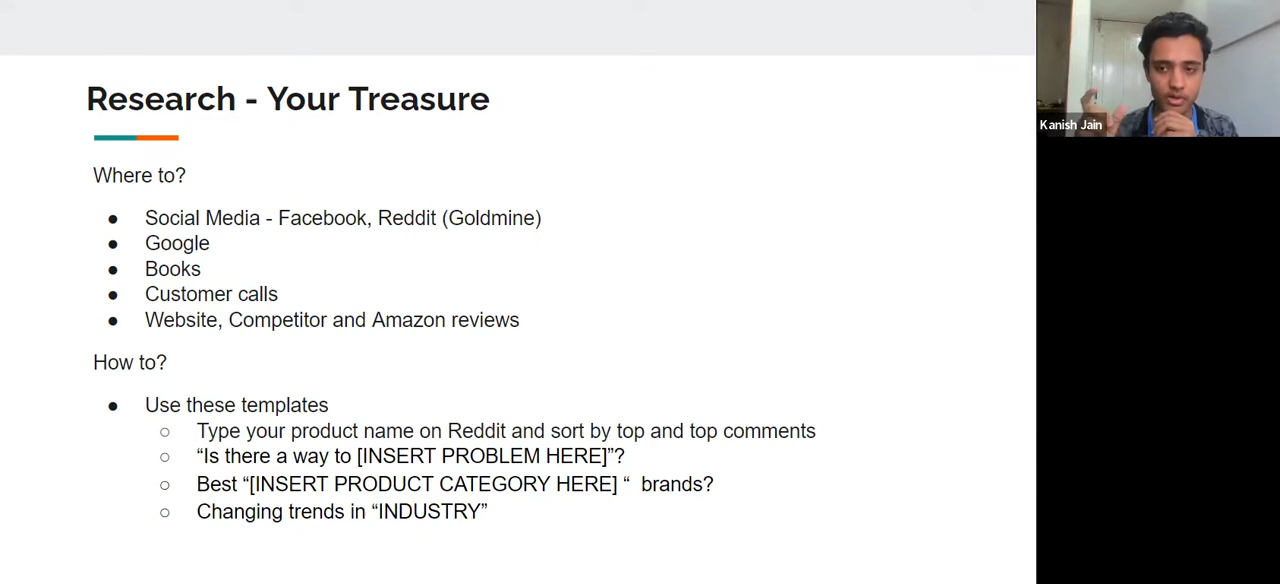 Research - Your Treasure
Kanish Jain
Where to?
● Social Media - Facebook, Reddit (Goldmine)
● Google
● Books
● Customer calls
● Website, Competitor and Amazon reviews
How to?
● Use these templates
○ Type your product name on Reddit and sort by top and top comments
○ “Is there a way to [INSERT PROBLEM HERE]”?
○ Best “[INSERT PRODUCT CATEGORY HERE] “ brands?
○ Changing trends in “INDUSTRY”